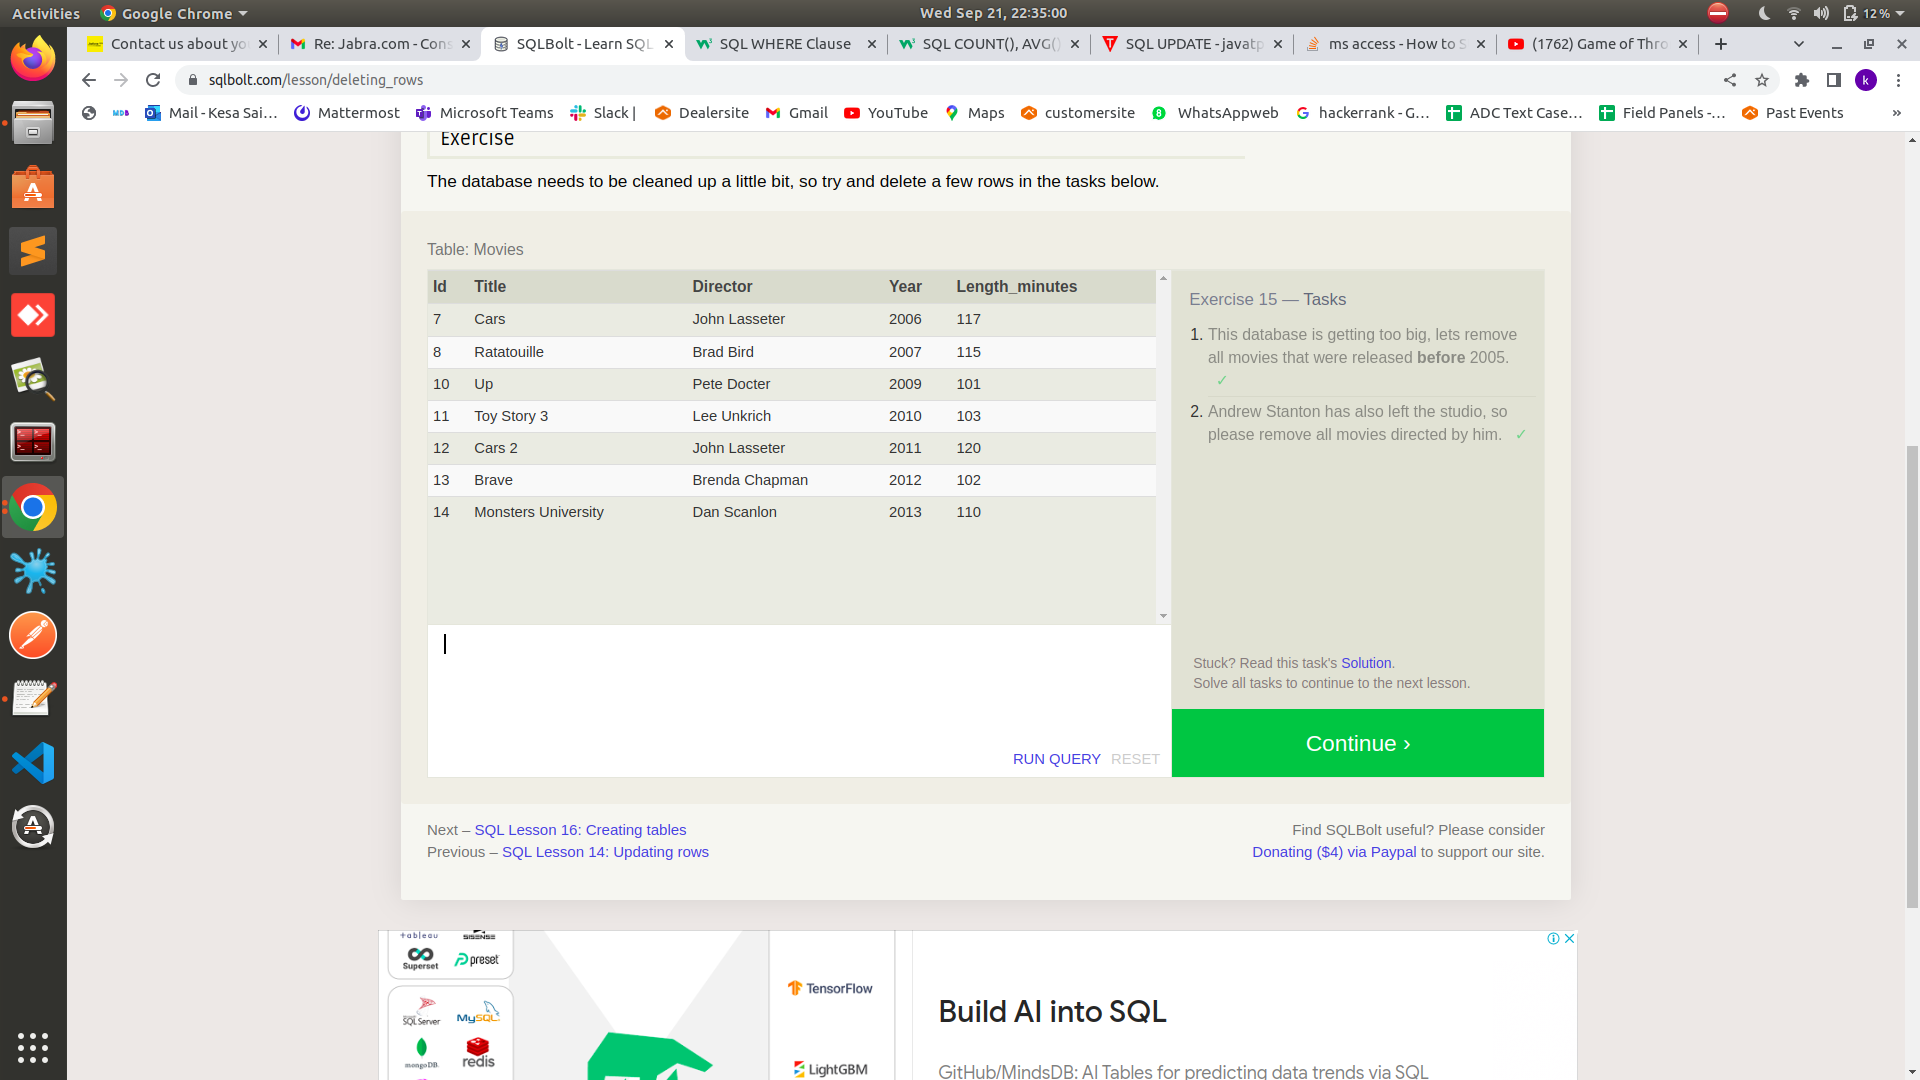 Activities Google Chrome Wed Sep 21, 22:35:00 12 %
Contact us about yo Re: Jabra.com - Cons SQLBolt - Learn SQL SQL WHERE Clause SQL COUNT(), AVG() SQL UPDATE - javatp ms access - How to S (1762) Game of Thro
sqlbolt.com/lesson/deleting_rows k
MDB Mail - Kesa Sai... Mattermost Microsoft Teams Slack | Dealersite Gmail YouTube Maps customersite WhatsAppweb hackerrank - G... ADC Text Case... Field Panels -... Past Events »
Exercise
The database needs to be cleaned up a little bit, so try and delete a few rows in the tasks below.
Table: Movies
Id Title Director Year Length_minutes
7 Cars John Lasseter 2006 117
8 Ratatouille Brad Bird 2007 115
10 Up Pete Docter 2009 101
11 Toy Story 3 Lee Unkrich 2010 103
12 Cars 2 John Lasseter 2011 120
13 Brave Brenda Chapman 2012 102
14 Monsters University Dan Scanlon 2013 110
Exercise 15 — Tasks
1. This database is getting too big, lets remove
all movies that were released before 2005.
✓
2. Andrew Stanton has also left the studio, so
please remove all movies directed by him. ✓
Stuck? Read this task's Solution.
Solve all tasks to continue to the next lesson.
RUN QUERY RESET
Continue ›
Next – SQL Lesson 16: Creating tables
Previous – SQL Lesson 14: Updating rows
Find SQLBolt useful? Please consider
Donating ($4) via Paypal to support our site.
+ableau SISENSE
Superset preset
SQL Server MySQL
mongoDB redis
TensorFlow
LightGBM
Build AI into SQL
GitHub/MindsDB: AI Tables for predicting data trends via SQL